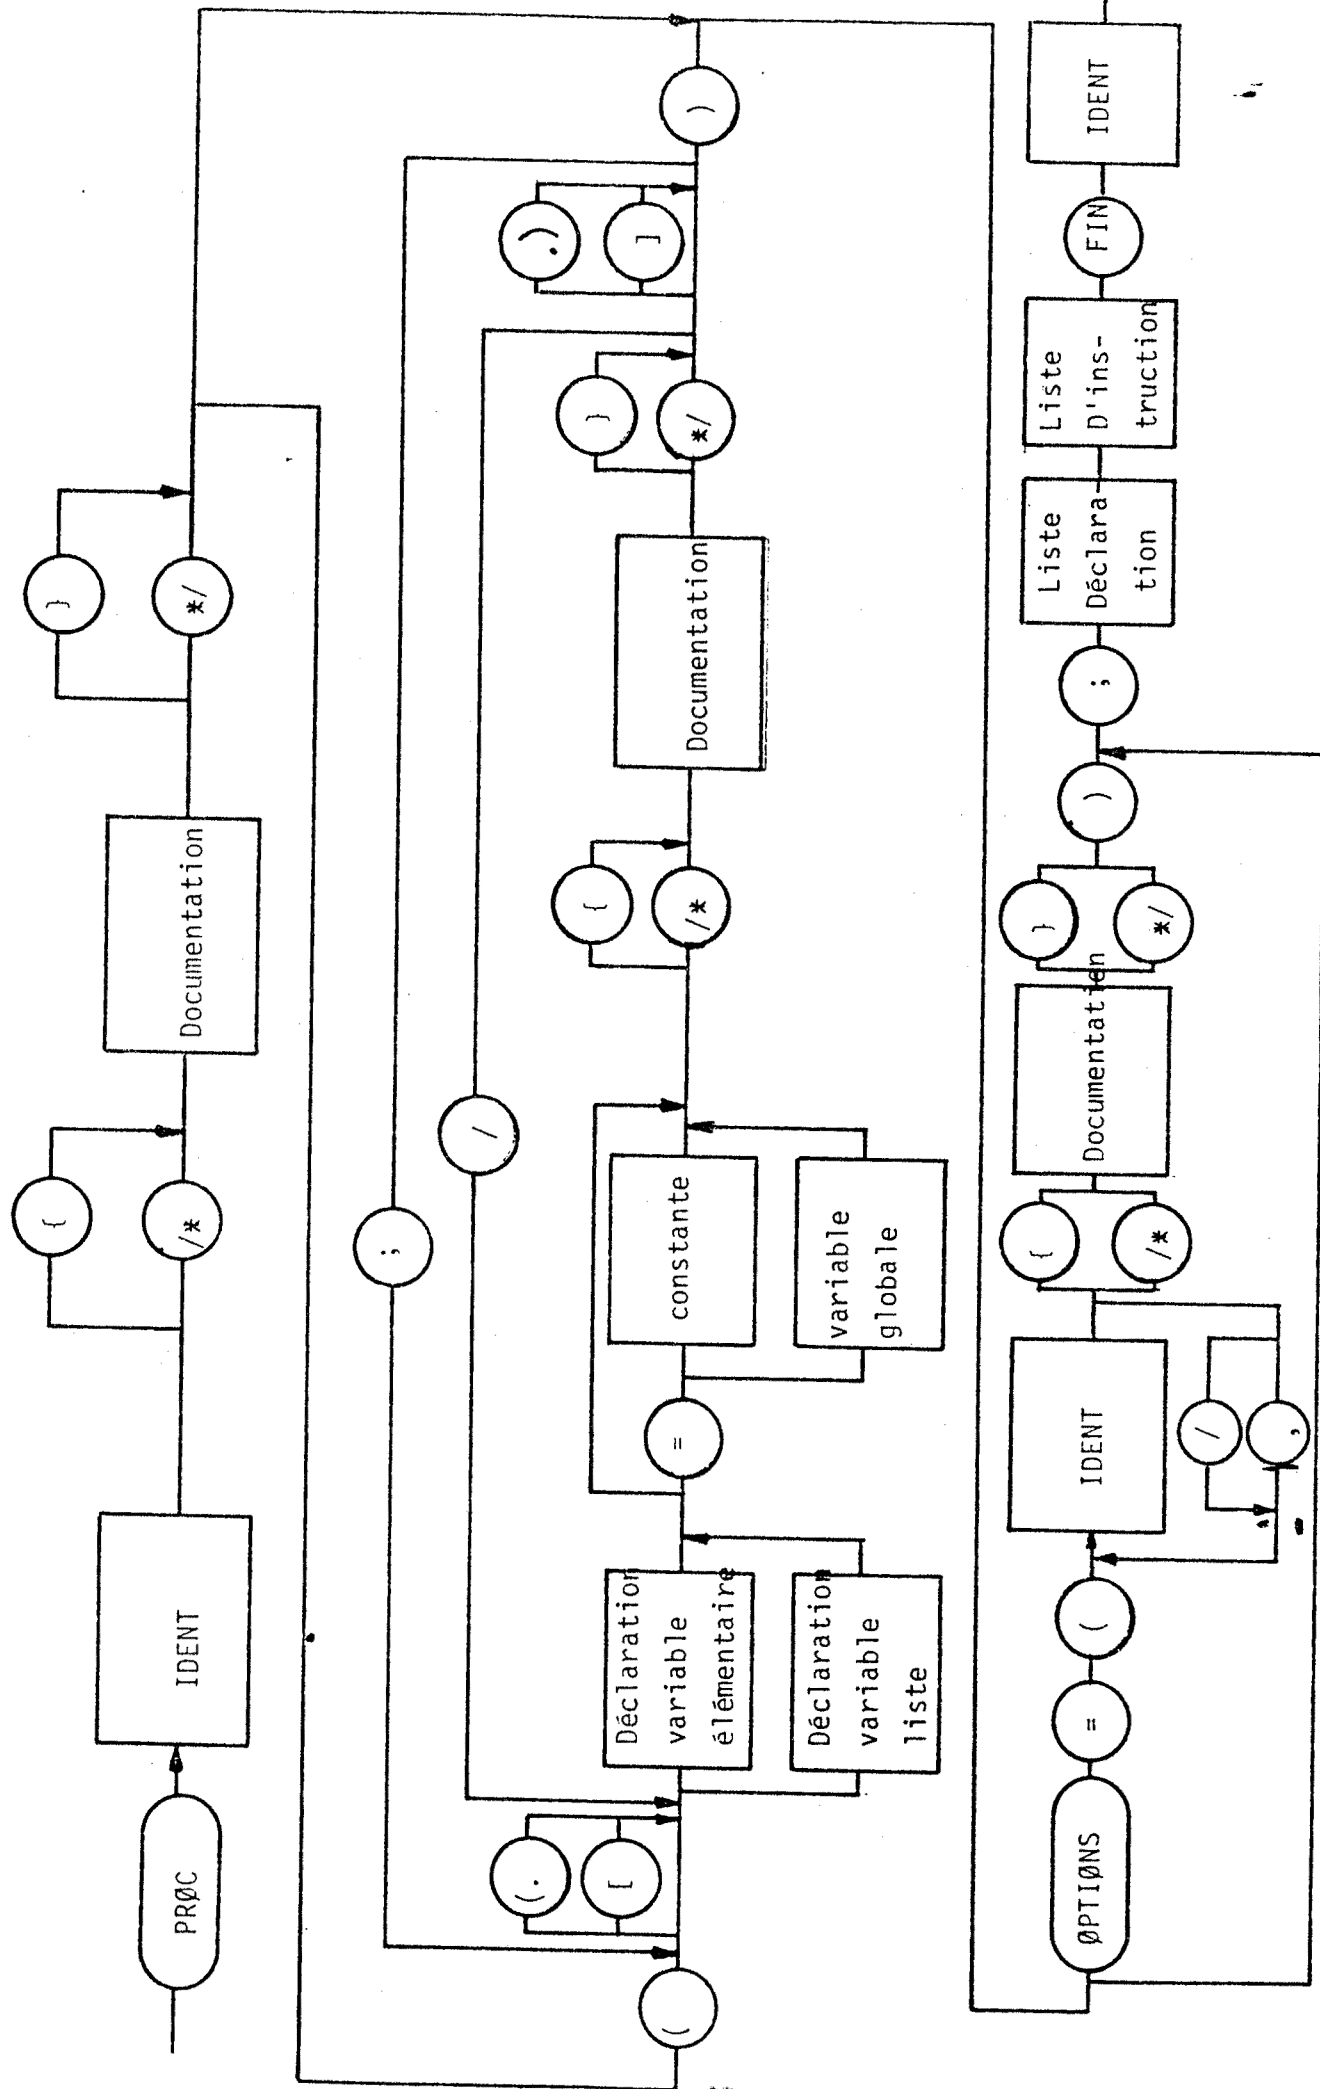 PRØC
IDENT
{
/*
Documentation
}
*/
;
/
(
(.
[
Déclaration
variable
élémentaire
Déclaration
variable
liste
=
constante
variable
globale
{
/*
Documentation
}
*/
.)
]
)
ØPTIØNS
=
(
IDENT
/
,
{
/*
Documentation
}
*/
)
;
Liste
Déclara-
tion
Liste
D'ins-
truction
FIN
IDENT